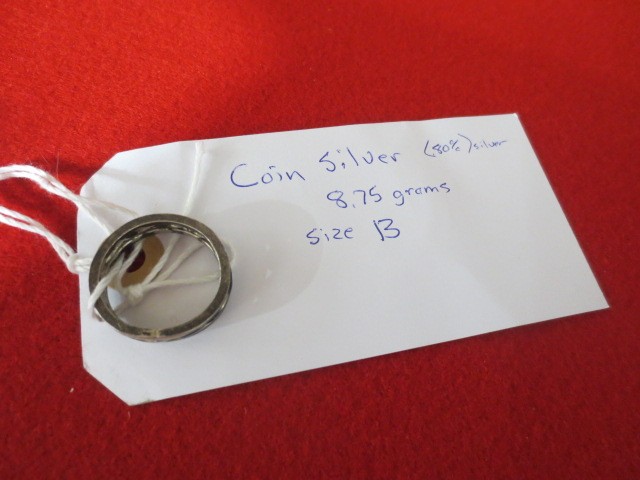 Coin Silver (80%) silver
8.75 grams
Size 13